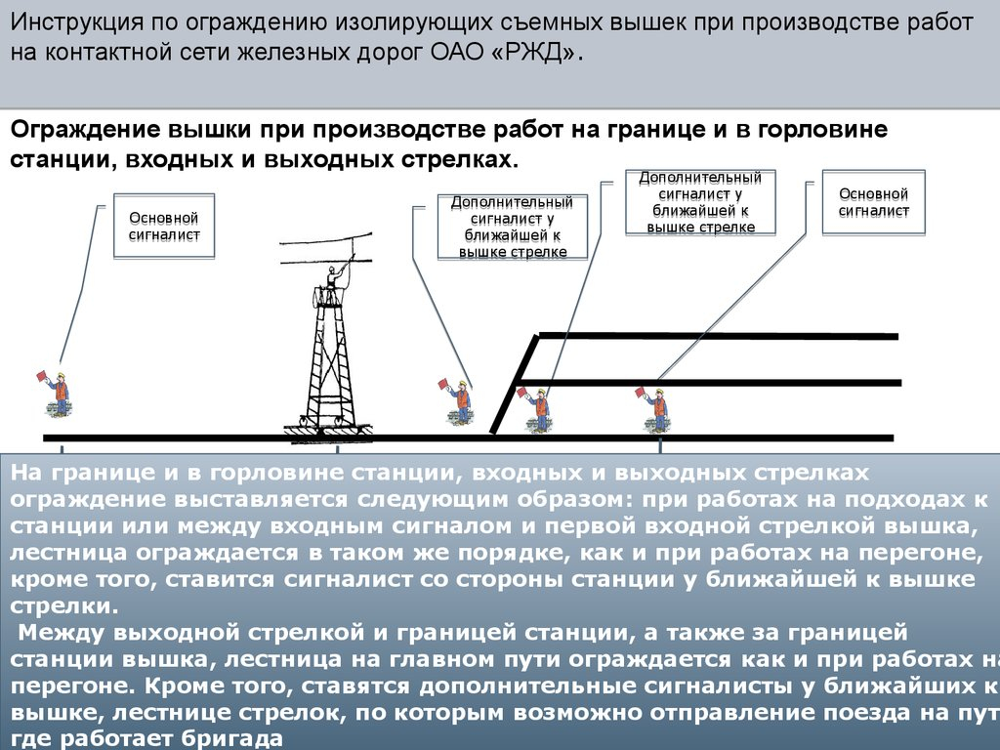 Инструкция по ограждению изолирующих съемных вышек при производстве работ
на контактной сети железных дорог ОАО «РЖД».
Ограждение вышки при производстве работ на границе и в горловине
станции, входных и выходных стрелках.
Основной
сигналист
Дополнительный
сигналист у
ближайшей к
вышке стрелке
Дополнительный
сигналист у
ближайшей к
вышке стрелке
Основной
сигналист
На границе и в горловине станции, входных и выходных стрелках
ограждение выставляется следующим образом: при работах на подходах к
станции или между входным сигналом и первой входной стрелкой вышка,
лестница ограждается в таком же порядке, как и при работах на перегоне,
кроме того, ставится сигналист со стороны станции у ближайшей к вышке
стрелки.
Между выходной стрелкой и границей станции, а также за границей
станции вышка, лестница на главном пути ограждается как и при работах на
перегоне. Кроме того, ставятся дополнительные сигналисты у ближайших к
вышке, лестнице стрелок, по которым возможно отправление поезда на пут
где работает бригада